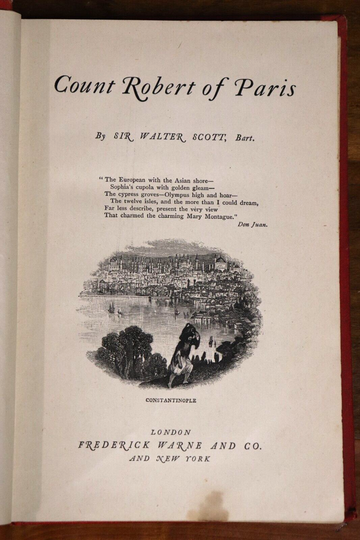 Count Robert of Paris
By SIR WALTER SCOTT, Bart.
"The European with the Asian shore—
Sophia's cupola with golden gleam—
The cypress groves—Olympus high and hoar—
The twelve isles, and the more than I could dream,
Far less describe, present the very view
That charmed the charming Mary Montague."
Don Juan.
CONSTANTINOPLE
LONDON
FREDERICK WARNE AND CO.
AND NEW YORK